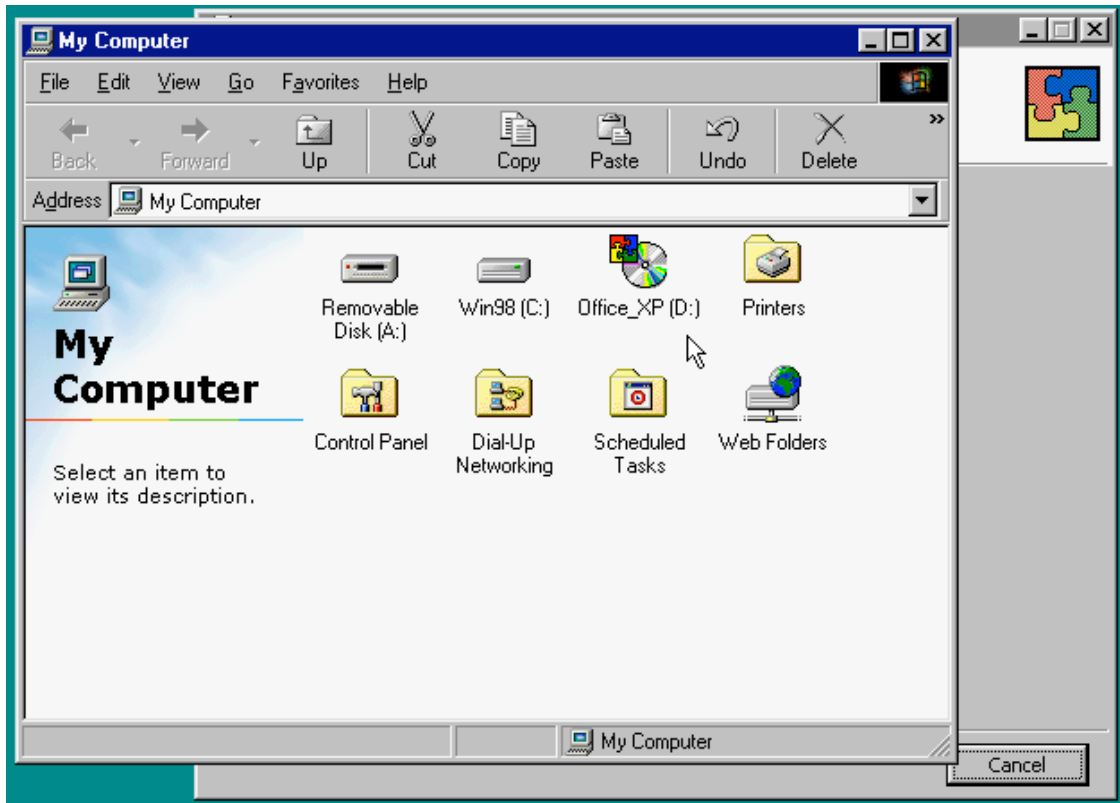 My Computer
File Edit View Go Favorites Help
Back Forward Up Cut Copy Paste Undo Delete »
Address My Computer
My
Computer
Select an item to
view its description.
Removable
Disk (A:)
Win98 (C:)
Office_XP (D:)
Printers
Control Panel
Dial-Up
Networking
Scheduled
Tasks
Web Folders
My Computer
Cancel